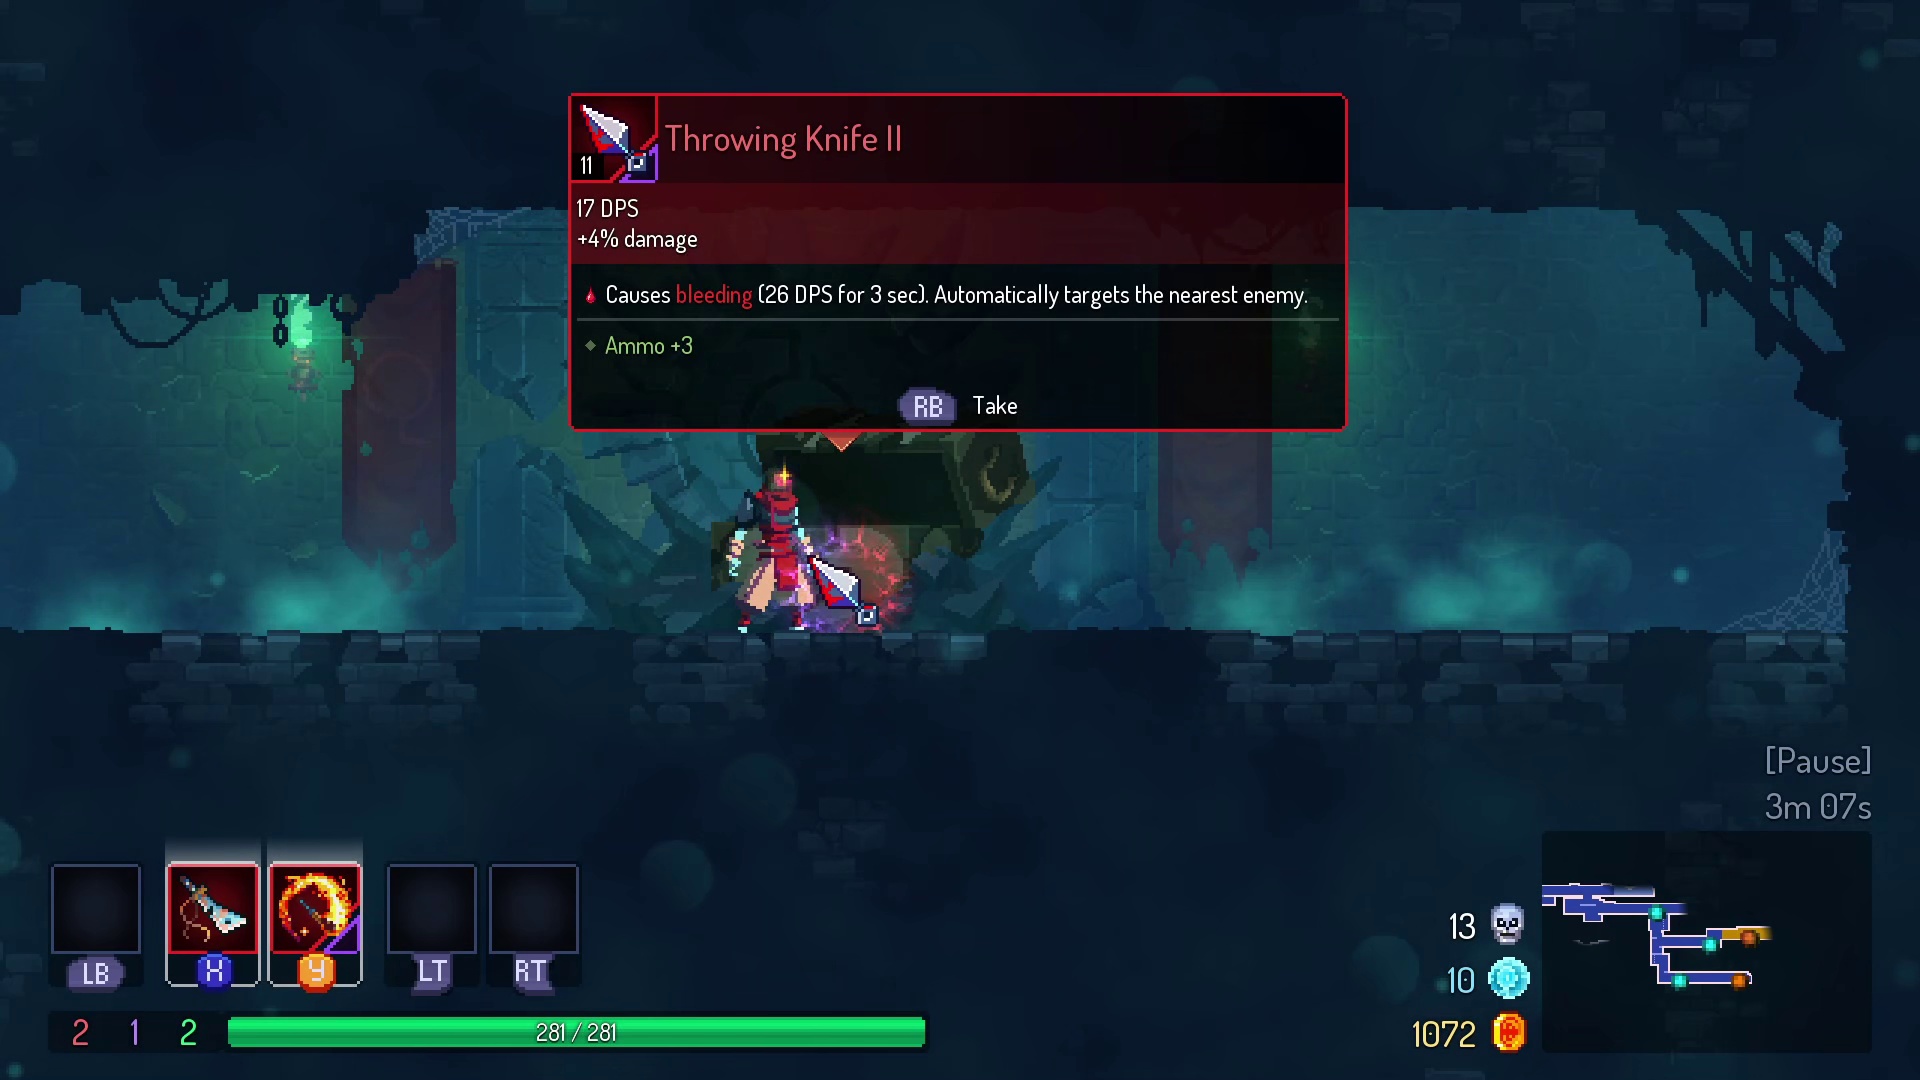 Throwing Knife II
11
17 DPS
+4% damage
Causes bleeding (26 DPS for 3 sec). Automatically targets the nearest enemy.
Ammo +3
RB Take
[Pause]
3m 07s
LB X Y LT RT
13
10
1072
2 1 2 281 / 281